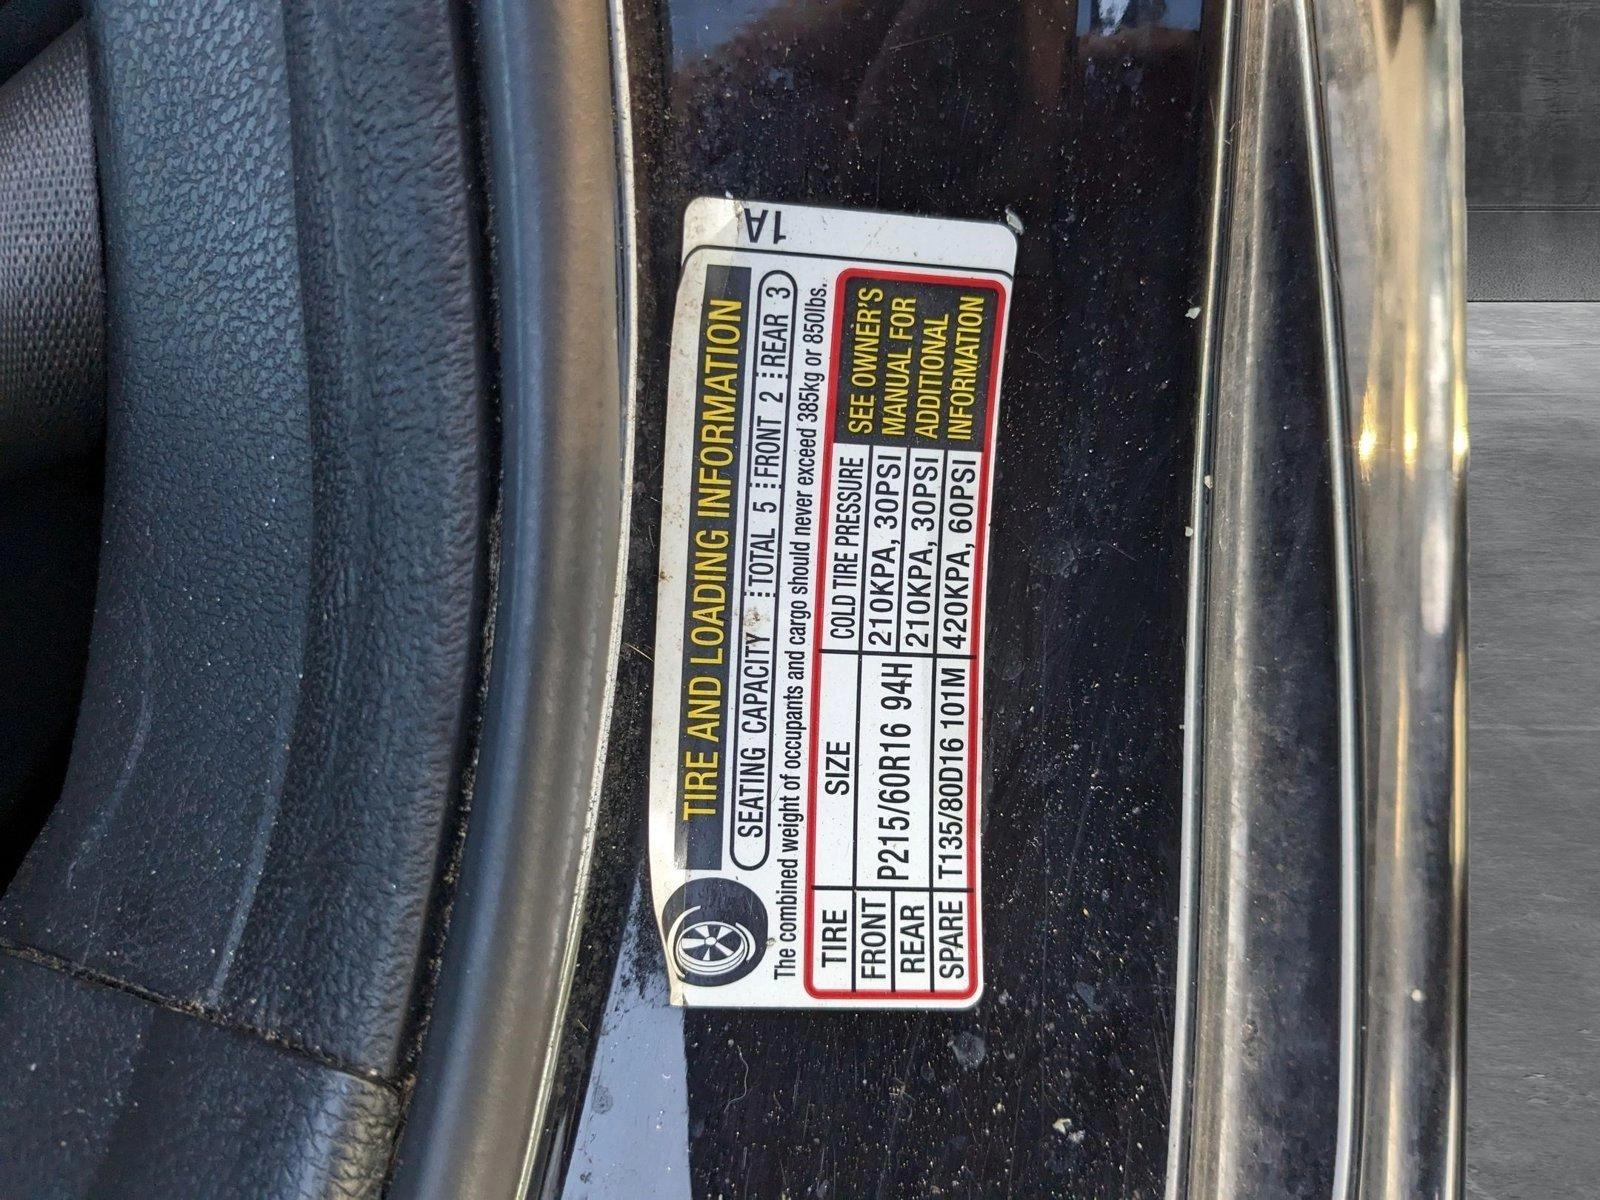 1A
TIRE AND LOADING INFORMATION
SEATING CAPACITY TOTAL 5 FRONT 2 REAR 3
The combined weight of occupants and cargo should never exceed 385kg or 850lbs.
TIRE SIZE COLD TIRE PRESSURE
FRONT P215/60R16 94H 210KPA, 30PSI
REAR 210KPA, 30PSI
SPARE T135/80D16 101M 420KPA, 60PSI
SEE OWNER'S
MANUAL FOR
ADDITIONAL
INFORMATION